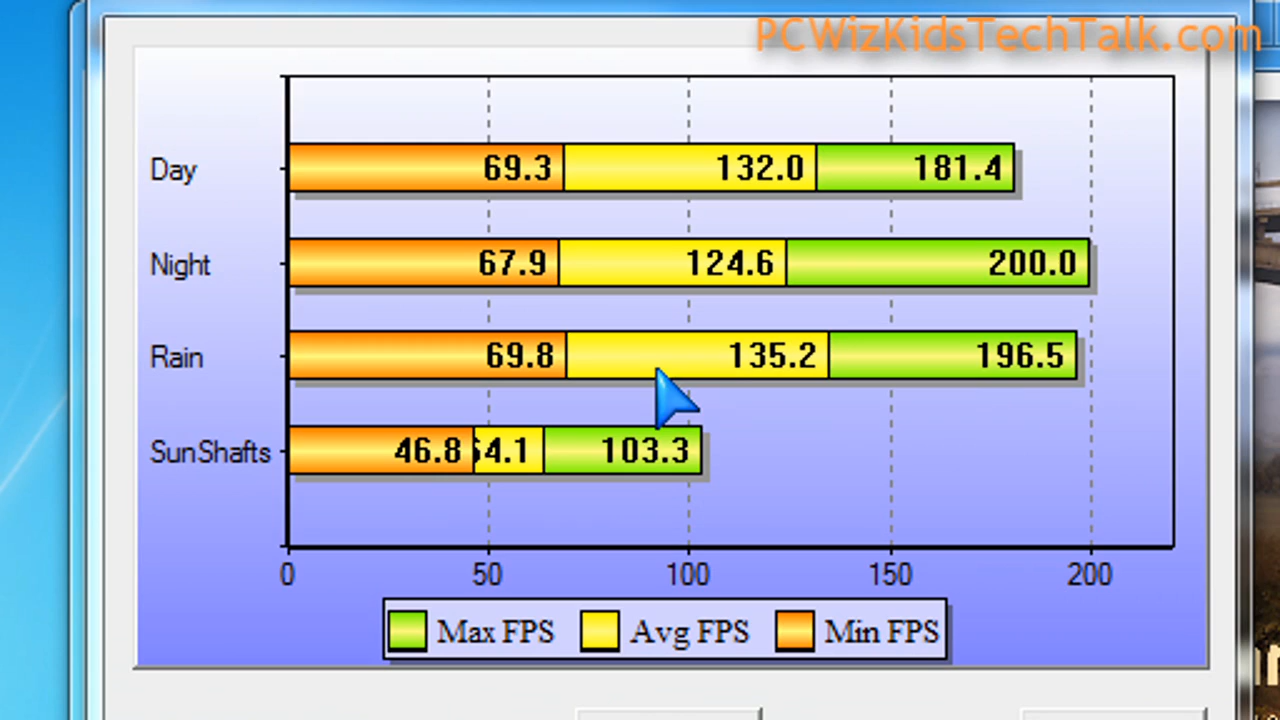 PCWizKidsTechTalk.com
Day 69.3 132.0 181.4
Night 67.9 124.6 200.0
Rain 69.8 135.2 196.5
SunShafts 46.8 64.1 103.3
0 50 100 150 200
Max FPS Avg FPS Min FPS